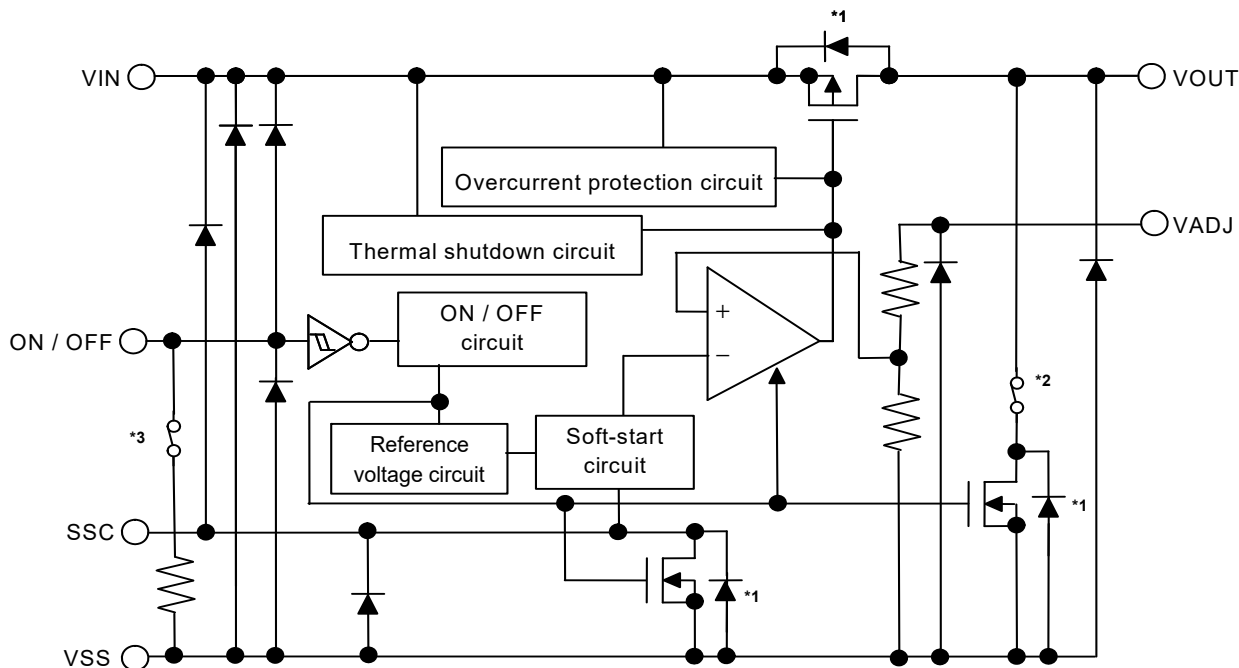 *1
VIN
VOUT
Overcurrent protection circuit
Thermal shutdown circuit
VADJ
ON / OFF
ON / OFF
circuit
+
−
*2
*3
Reference
voltage circuit
Soft-start
circuit
*1
SSC
*1
VSS